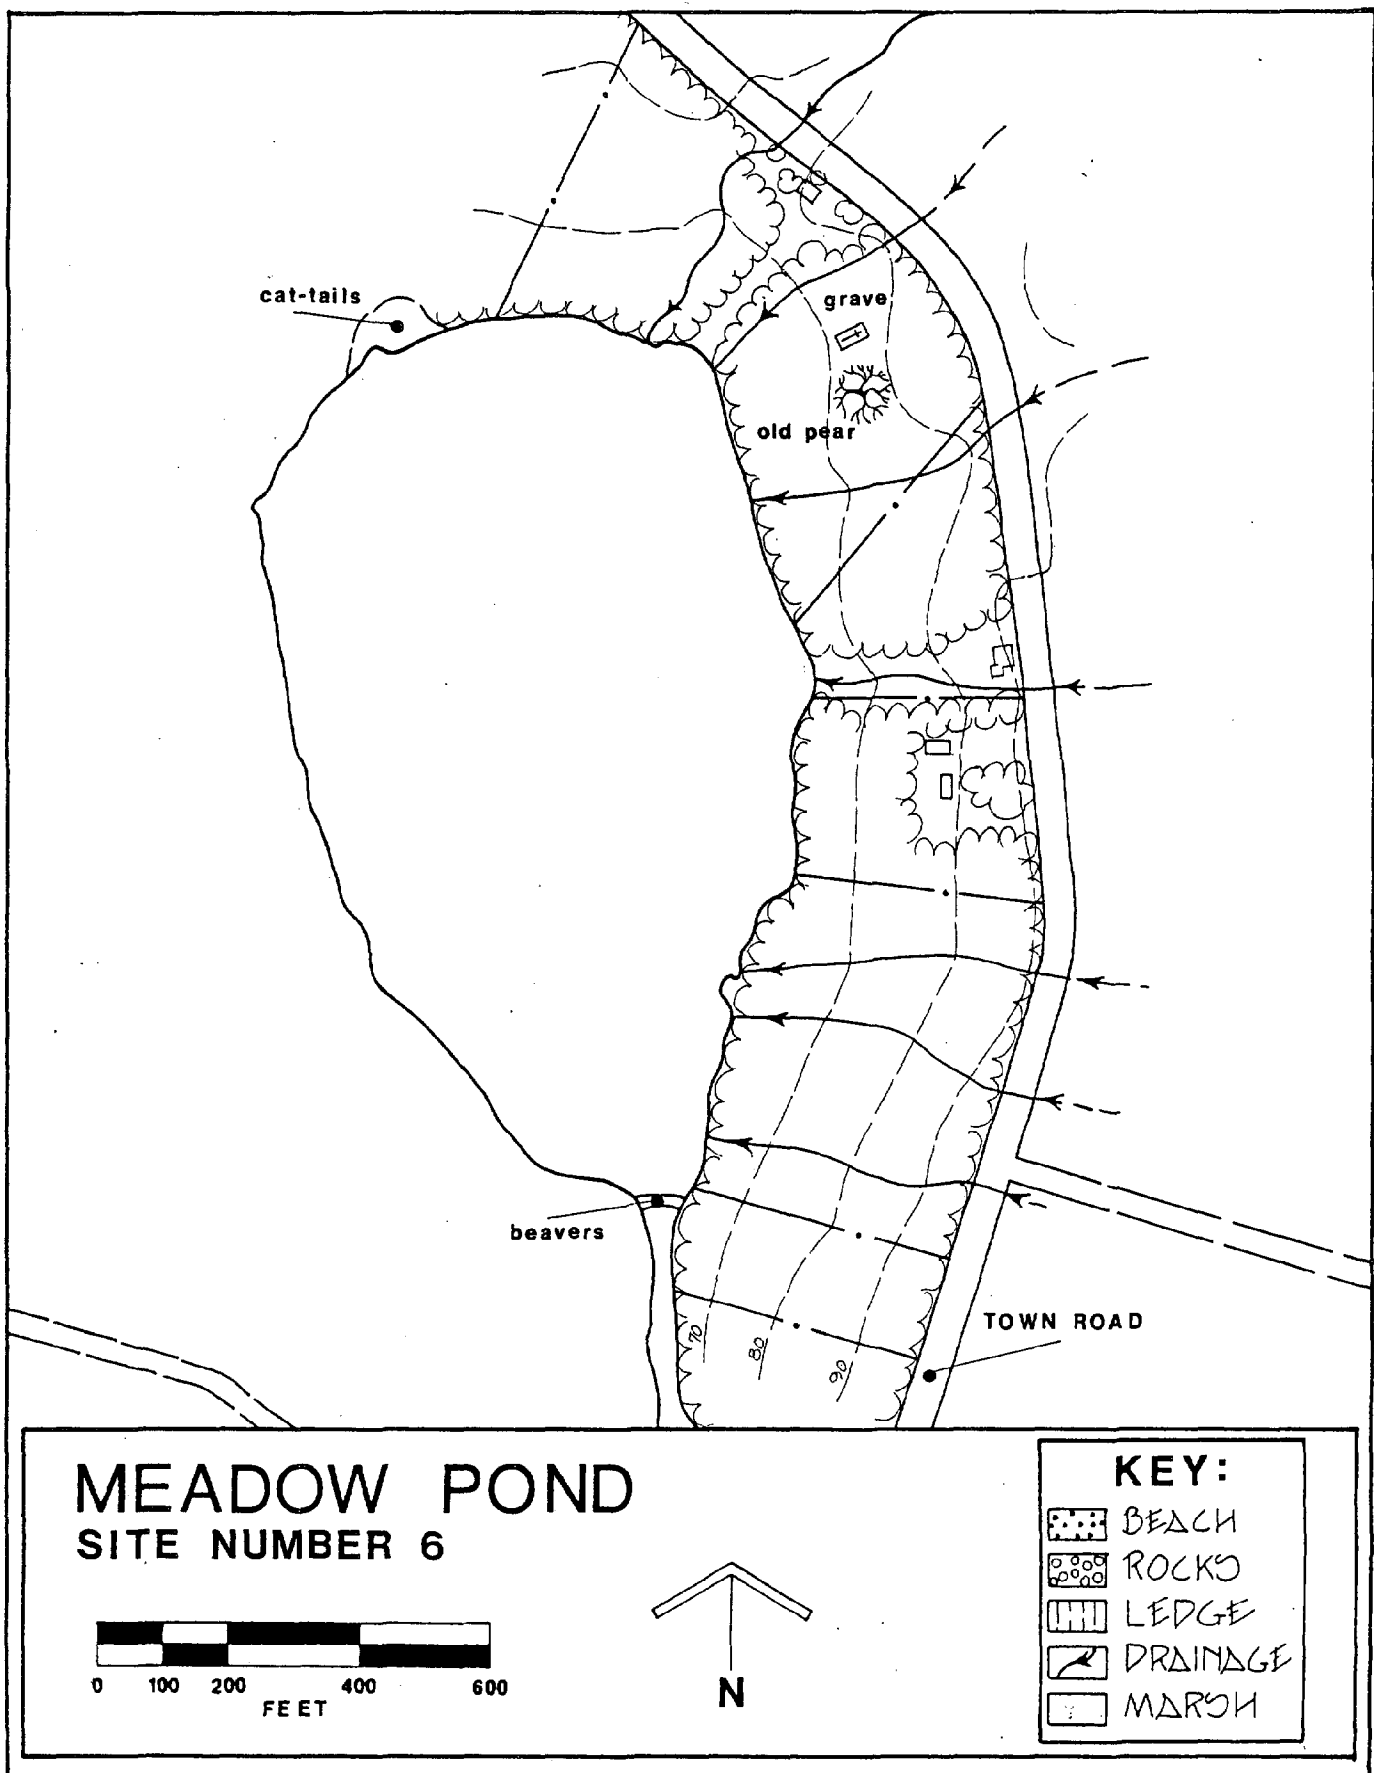 cat-tails
grave
old pear
beavers
TOWN ROAD
70
80
90
MEADOW POND
SITE NUMBER 6
0 100 200 400 600
FEET
N
KEY:
BEACH
ROCKS
LEDGE
DRAINAGE
MARSH